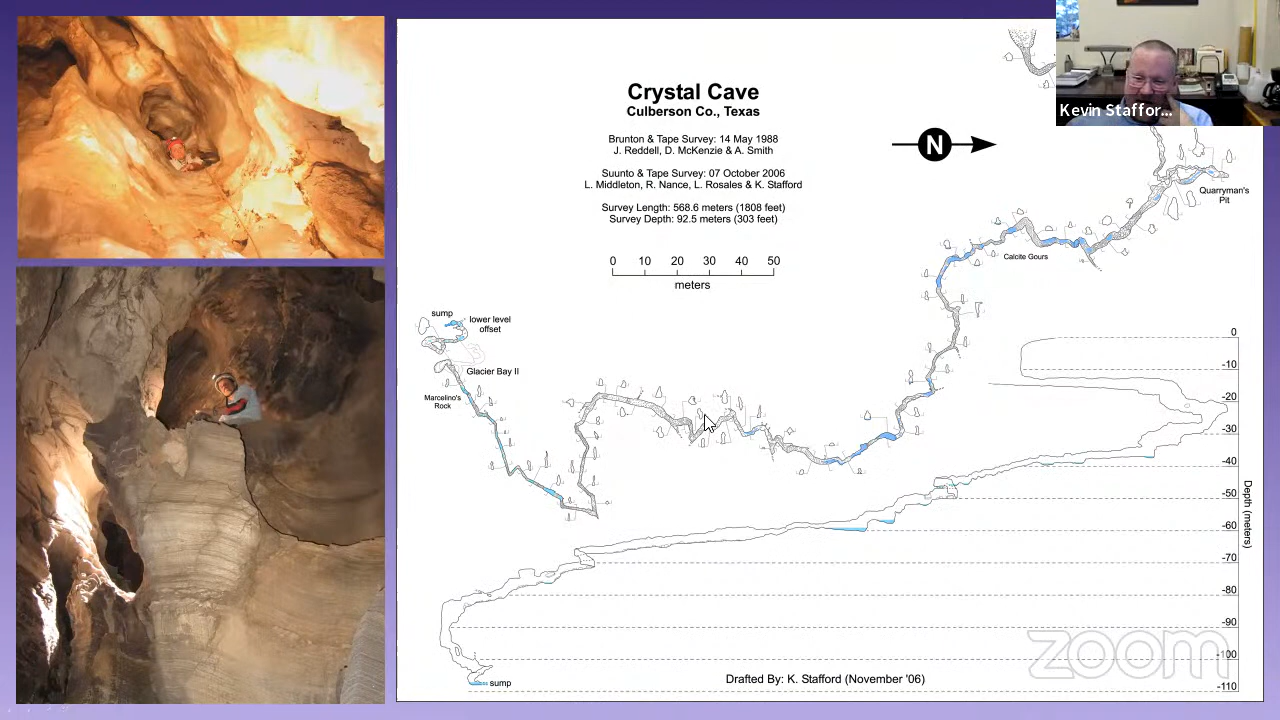 Crystal Cave
Culberson Co., Texas
Brunton & Tape Survey: 14 May 1988
J. Reddell, D. McKenzie & A. Smith
Suunto & Tape Survey: 07 October 2006
L. Middleton, R. Nance, L. Rosales & K. Stafford
Survey Length: 568.6 meters (1808 feet)
Survey Depth: 92.5 meters (303 feet)
0 10 20 30 40 50
meters
N
Kevin Staffor...
Quarryman's
Pit
Calcite Gours
sump
lower level
offset
Glacier Bay II
Marcelino's
Rock
0
-10
-20
-30
-40
-50
-60
-70
-80
-90
-100
-110
Depth (meters)
sump
Drafted By: K. Stafford (November '06)
zoom